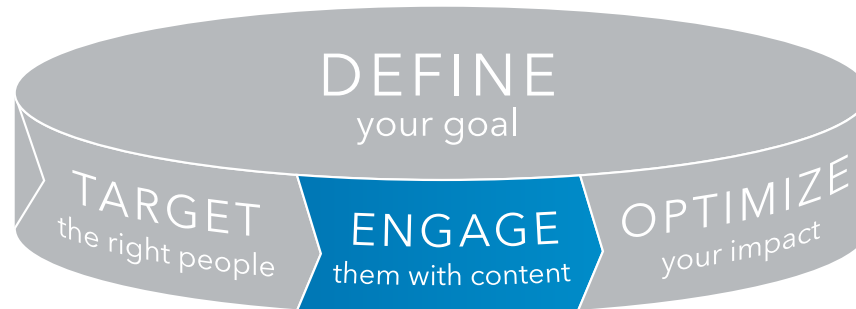 DEFINE
your goal
TARGET
the right people
ENGAGE
them with content
OPTIMIZE
your impact